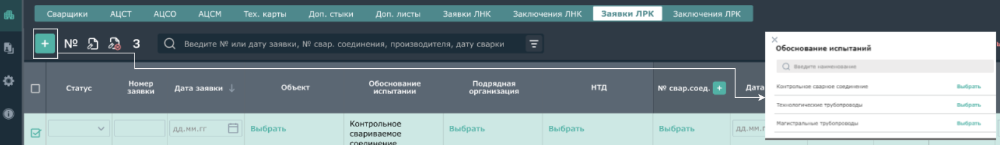 Сварщики АЦСТ АЦСО АЦСМ Тех. карты Доп. стыки Доп. листы Заявки ЛНК Заключения ЛНК Заявки ЛРК Заключения ЛРК
+ № 3 Введите № или дату заявки, № свар. соединения, производителя, дату сварки
Статус
Номер
заявки
Дата заявки
Объект
Обоснование
испытании
Подрядная
организация
НТД
№ свар.соед. +
Дата
дд.мм.гг
Выбрать
Контрольное
свариваемое
соединение
Выбрать
Выбрать
Выбрать
дд.мм.г
Обоснование испытаний
Введите наименование
Контрольное сварное соединение Выбрать
Технологические трубопроводы Выбрать
Магистральные трубопроводы Выбрать